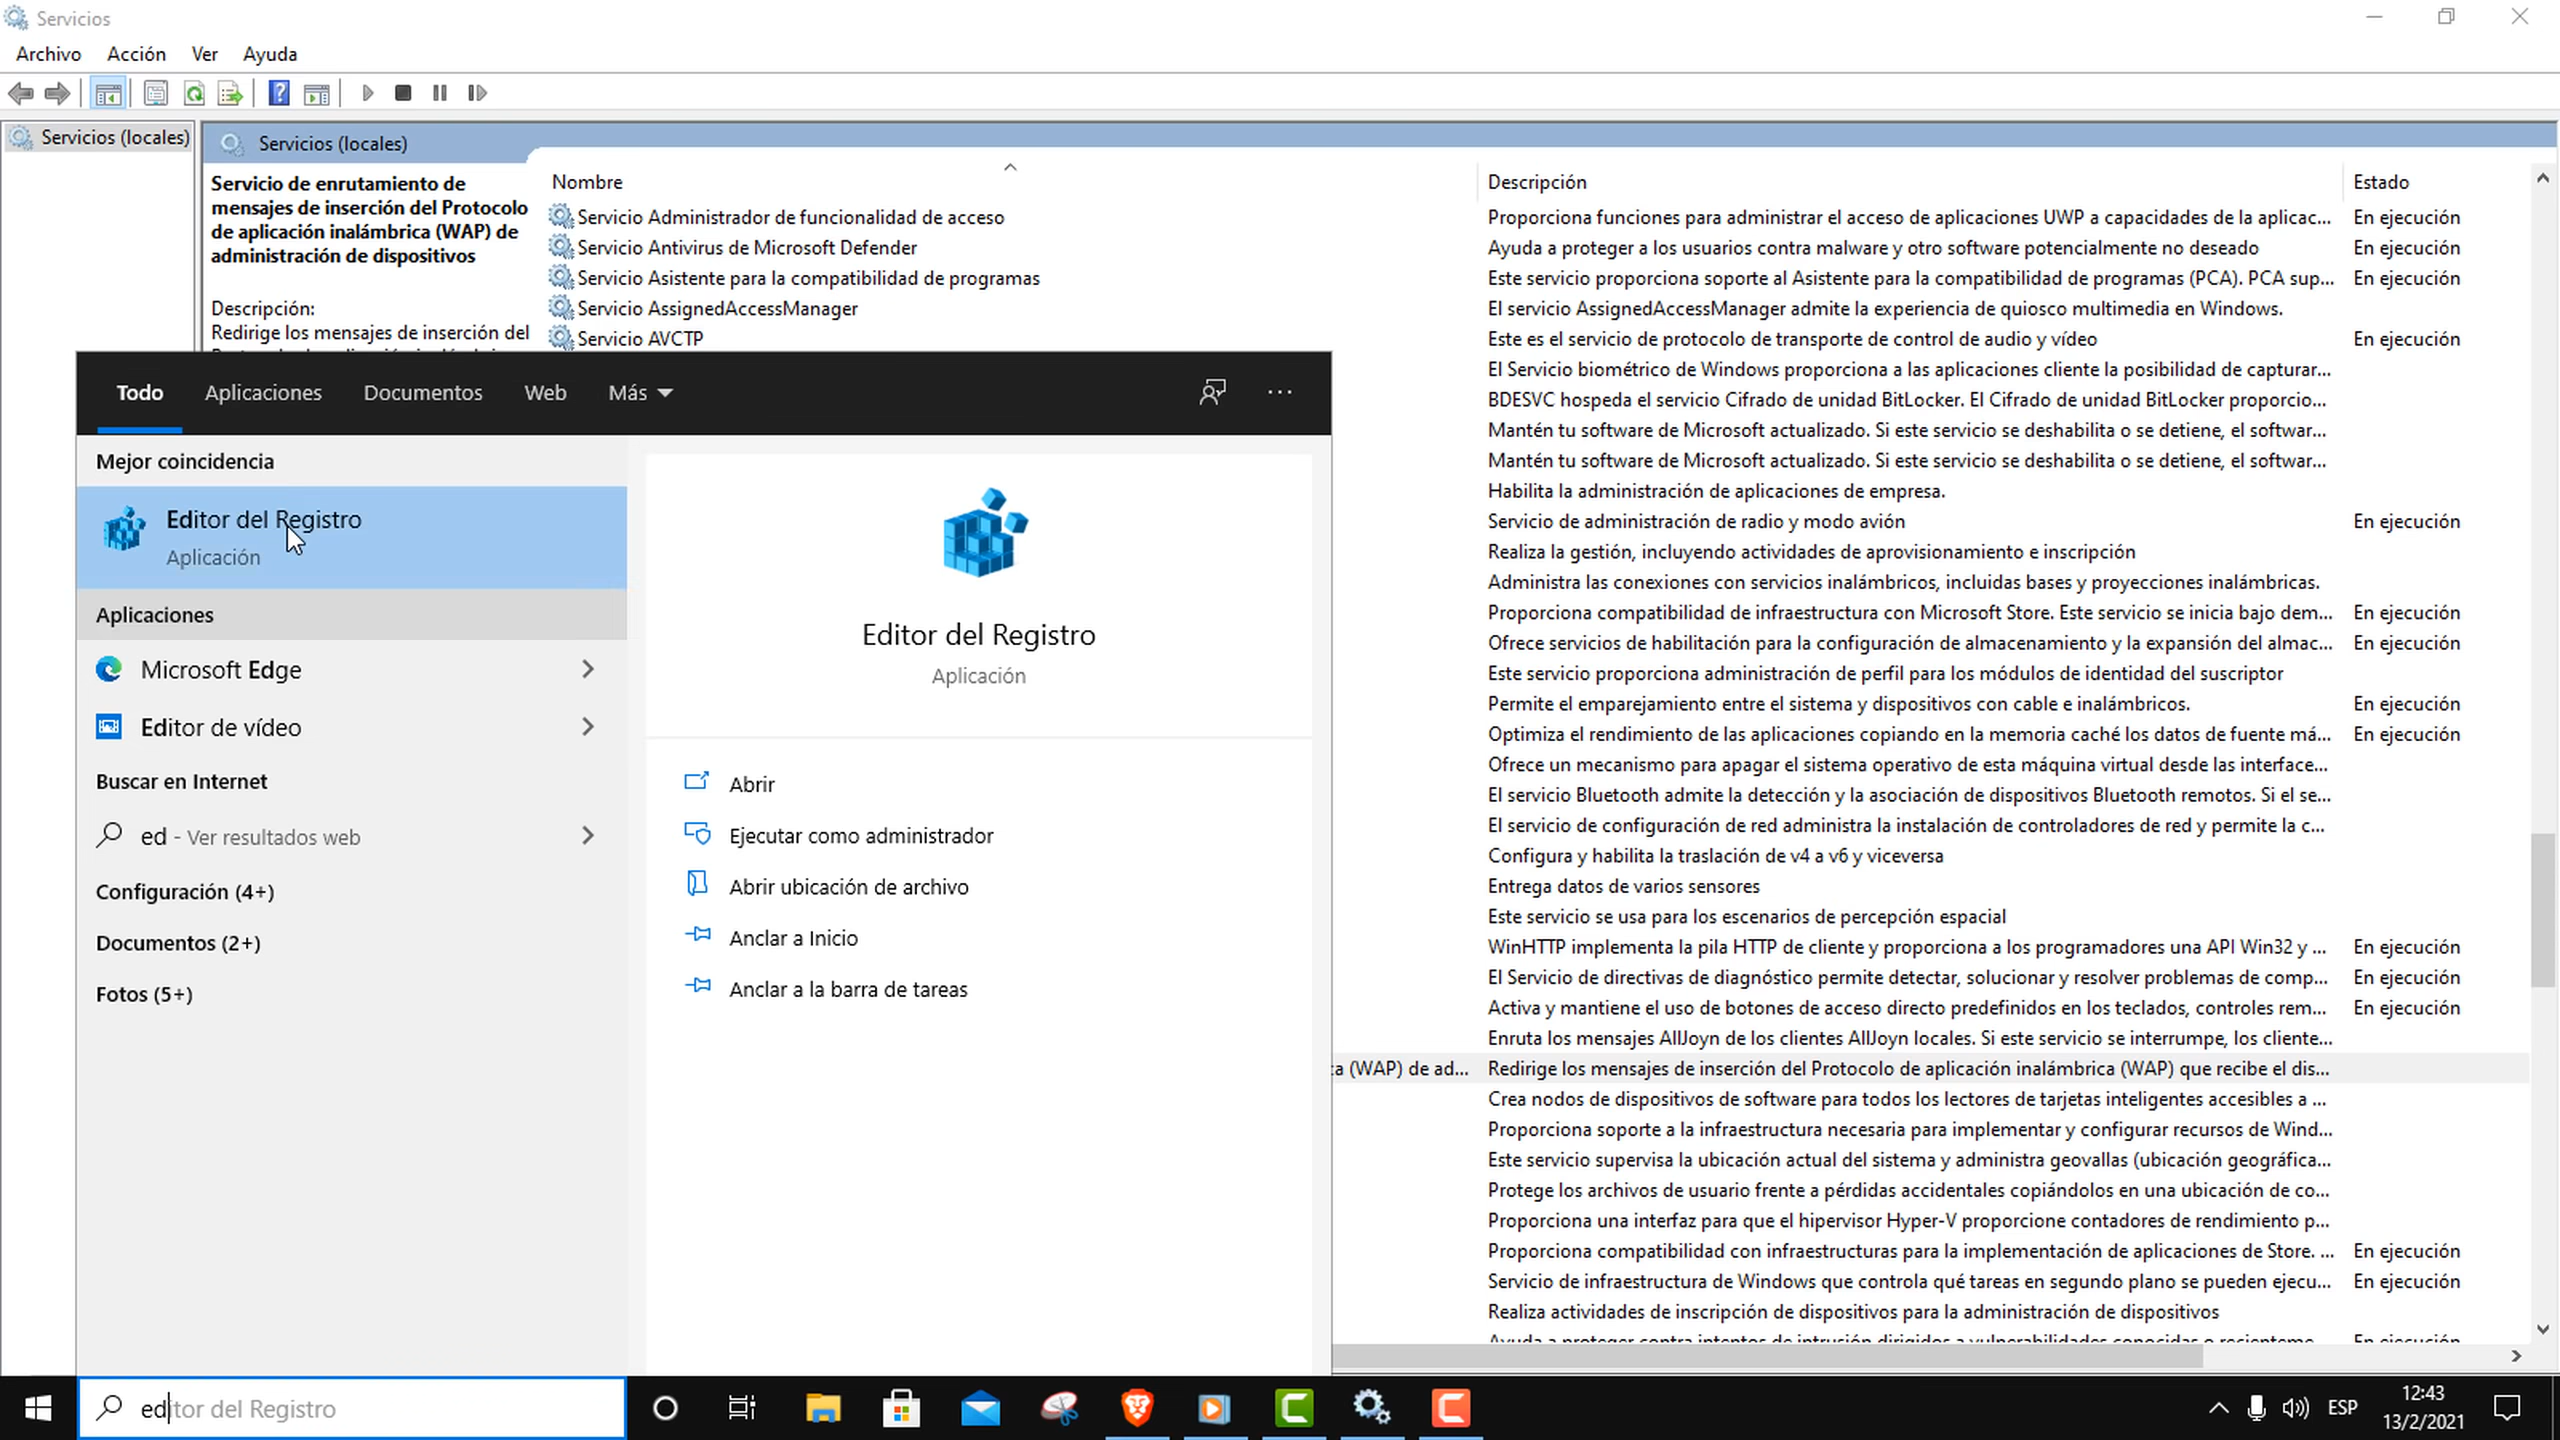 Servicios
Archivo Acción Ver Ayuda
Servicios (locales)
Servicios (locales)
Servicio de enrutamiento de
mensajes de inserción del Protocolo
de aplicación inalámbrica (WAP) de
administración de dispositivos
Descripción:
Redirige los mensajes de inserción del
Nombre Descripción Estado
Servicio Administrador de funcionalidad de acceso Proporciona funciones para administrar el acceso de aplicaciones UWP a capacidades de la aplicac... En ejecución
Servicio Antivirus de Microsoft Defender Ayuda a proteger a los usuarios contra malware y otro software potencialmente no deseado En ejecución
Servicio Asistente para la compatibilidad de programas Este servicio proporciona soporte al Asistente para la compatibilidad de programas (PCA). PCA sup... En ejecución
Servicio AssignedAccessManager El servicio AssignedAccessManager admite la experiencia de quiosco multimedia en Windows.
Servicio AVCTP Este es el servicio de protocolo de transporte de control de audio y vídeo En ejecución
El Servicio biométrico de Windows proporciona a las aplicaciones cliente la posibilidad de capturar...
BDESVC hospeda el servicio Cifrado de unidad BitLocker. El Cifrado de unidad BitLocker proporcio...
Mantén tu software de Microsoft actualizado. Si este servicio se deshabilita o se detiene, el softwar...
Mantén tu software de Microsoft actualizado. Si este servicio se deshabilita o se detiene, el softwar...
Habilita la administración de aplicaciones de empresa.
Servicio de administración de radio y modo avión En ejecución
Realiza la gestión, incluyendo actividades de aprovisionamiento e inscripción
Administra las conexiones con servicios inalámbricos, incluidas bases y proyecciones inalámbricas.
Proporciona compatibilidad de infraestructura con Microsoft Store. Este servicio se inicia bajo dem... En ejecución
Ofrece servicios de habilitación para la configuración de almacenamiento y la expansión del almac... En ejecución
Este servicio proporciona administración de perfil para los módulos de identidad del suscriptor
Permite el emparejamiento entre el sistema y dispositivos con cable e inalámbricos. En ejecución
Optimiza el rendimiento de las aplicaciones copiando en la memoria caché los datos de fuente má... En ejecución
Ofrece un mecanismo para apagar el sistema operativo de esta máquina virtual desde las interface...
El servicio Bluetooth admite la detección y la asociación de dispositivos Bluetooth remotos. Si el se...
El servicio de configuración de red administra la instalación de controladores de red y permite la c...
Configura y habilita la traslación de v4 a v6 y viceversa
Entrega datos de varios sensores
Este servicio se usa para los escenarios de percepción espacial
WinHTTP implementa la pila HTTP de cliente y proporciona a los programadores una API Win32 y ... En ejecución
El Servicio de directivas de diagnóstico permite detectar, solucionar y resolver problemas de comp... En ejecución
Activa y mantiene el uso de botones de acceso directo predefinidos en los teclados, controles rem... En ejecución
Enruta los mensajes AllJoyn de los clientes AllJoyn locales. Si este servicio se interrumpe, los cliente...
a (WAP) de ad... Redirige los mensajes de inserción del Protocolo de aplicación inalámbrica (WAP) que recibe el dis...
Crea nodos de dispositivos de software para todos los lectores de tarjetas inteligentes accesibles a ...
Proporciona soporte a la infraestructura necesaria para implementar y configurar recursos de Wind...
Este servicio supervisa la ubicación actual del sistema y administra geovallas (ubicación geográfica...
Protege los archivos de usuario frente a pérdidas accidentales copiándolos en una ubicación de co...
Proporciona una interfaz para que el hipervisor Hyper-V proporcione contadores de rendimiento p...
Proporciona compatibilidad con infraestructuras para la implementación de aplicaciones de Store. ... En ejecución
Servicio de infraestructura de Windows que controla qué tareas en segundo plano se pueden ejecu... En ejecución
Realiza actividades de inscripción de dispositivos para la administración de dispositivos
Ayuda a proteger contra intentos de intrusión dirigidos a vulnerabilidades conocidas o recienteme... En ejecución
Todo Aplicaciones Documentos Web Más
Mejor coincidencia
Editor del Registro
Aplicación
Aplicaciones
Microsoft Edge
Editor de vídeo
Buscar en Internet
ed - Ver resultados web
Configuración (4+)
Documentos (2+)
Fotos (5+)
Editor del Registro
Aplicación
Abrir
Ejecutar como administrador
Abrir ubicación de archivo
Anclar a Inicio
Anclar a la barra de tareas
editor del Registro
ESP
12:43
13/2/2021